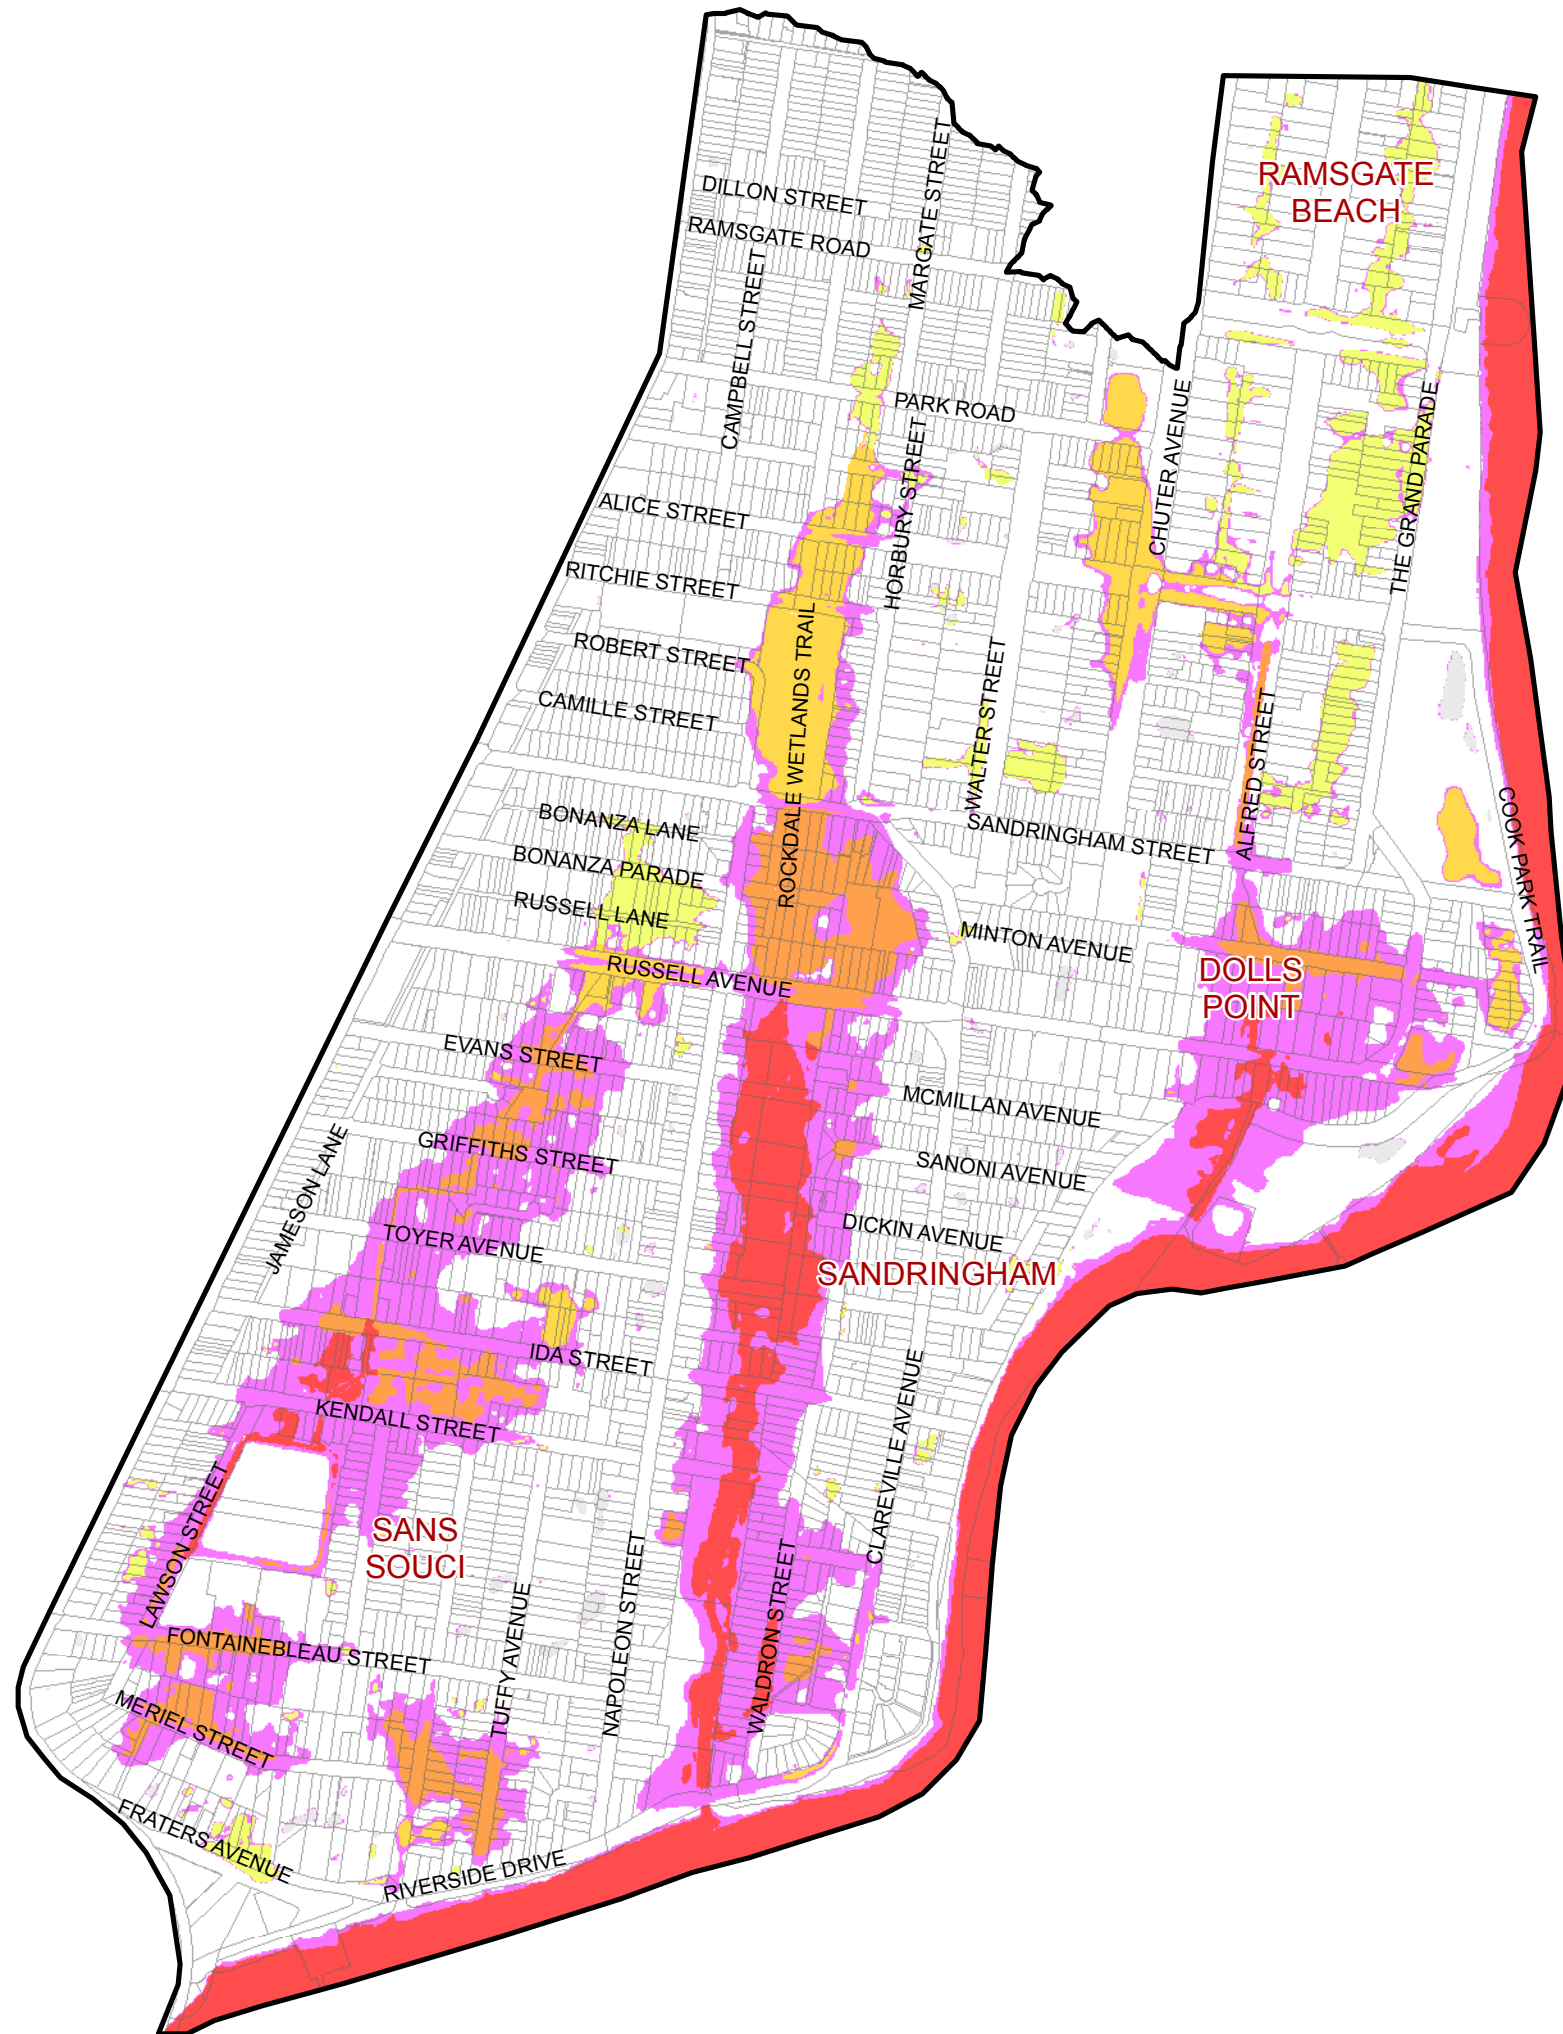 RAMSGATE
BEACH
DILLON STREET
MARGATE STREET
RAMSGATE ROAD
CAMPBELL STREET
PARK ROAD
CHUTER AVENUE
THE GRAND PARADE
HORBURY STREET
ALICE STREET
RITCHIE STREET
ROBERT STREET
ROCKDALE WETLANDS TRAIL
WALTER STREET
CAMILLE STREET
ALFRED STREET
BONANZA LANE
SANDRINGHAM STREET
COOK PARK TRAIL
BONANZA PARADE
RUSSELL LANE
MINTON AVENUE
RUSSELL AVENUE
DOLLS
POINT
EVANS STREET
MCMILLAN AVENUE
GRIFFITHS STREET
SANONI AVENUE
JAMESON LANE
DICKIN AVENUE
TOYER AVENUE
SANDRINGHAM
IDA STREET
CLAREVILLE AVENUE
KENDALL STREET
LAWSON STREET
SANS
SOUCI
NAPOLEON STREET
WALDRON STREET
TUFFY AVENUE
FONTAINEBLEAU STREET
MERIEL STREET
FRATERS AVENUE
RIVERSIDE DRIVE